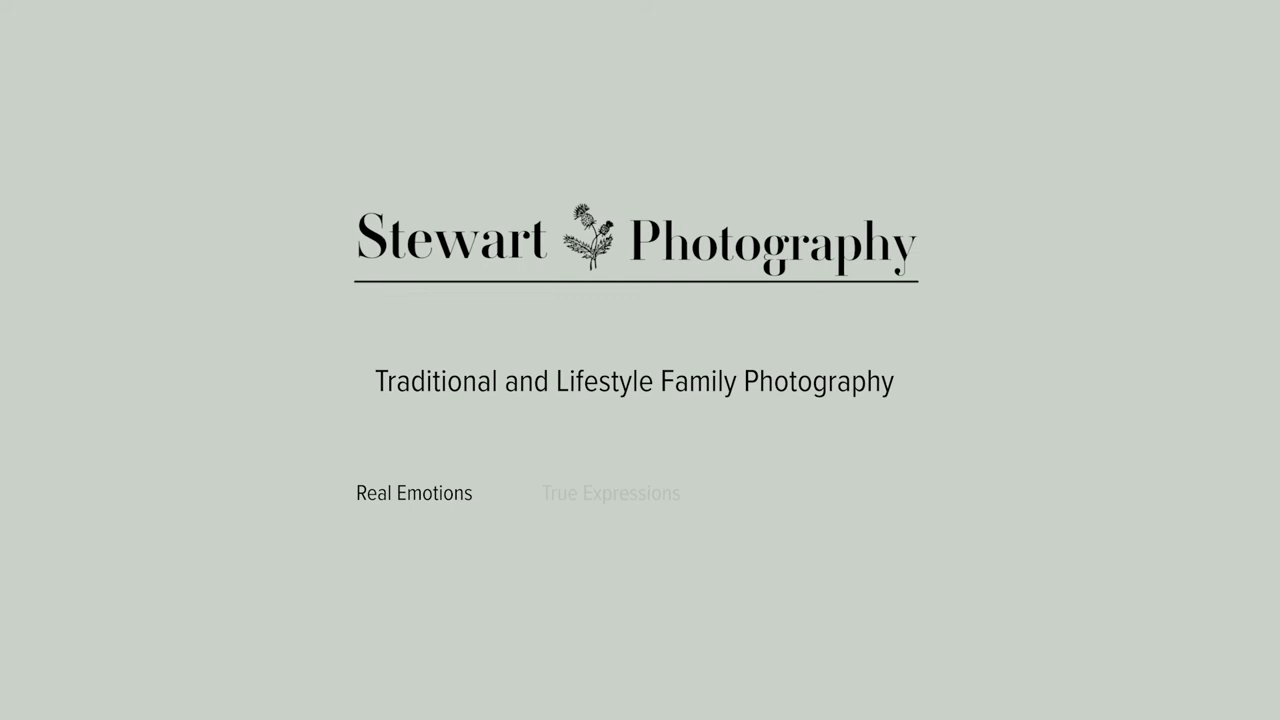 Stewart Photography
Traditional and Lifestyle Family Photography
Real Emotions True Expressions